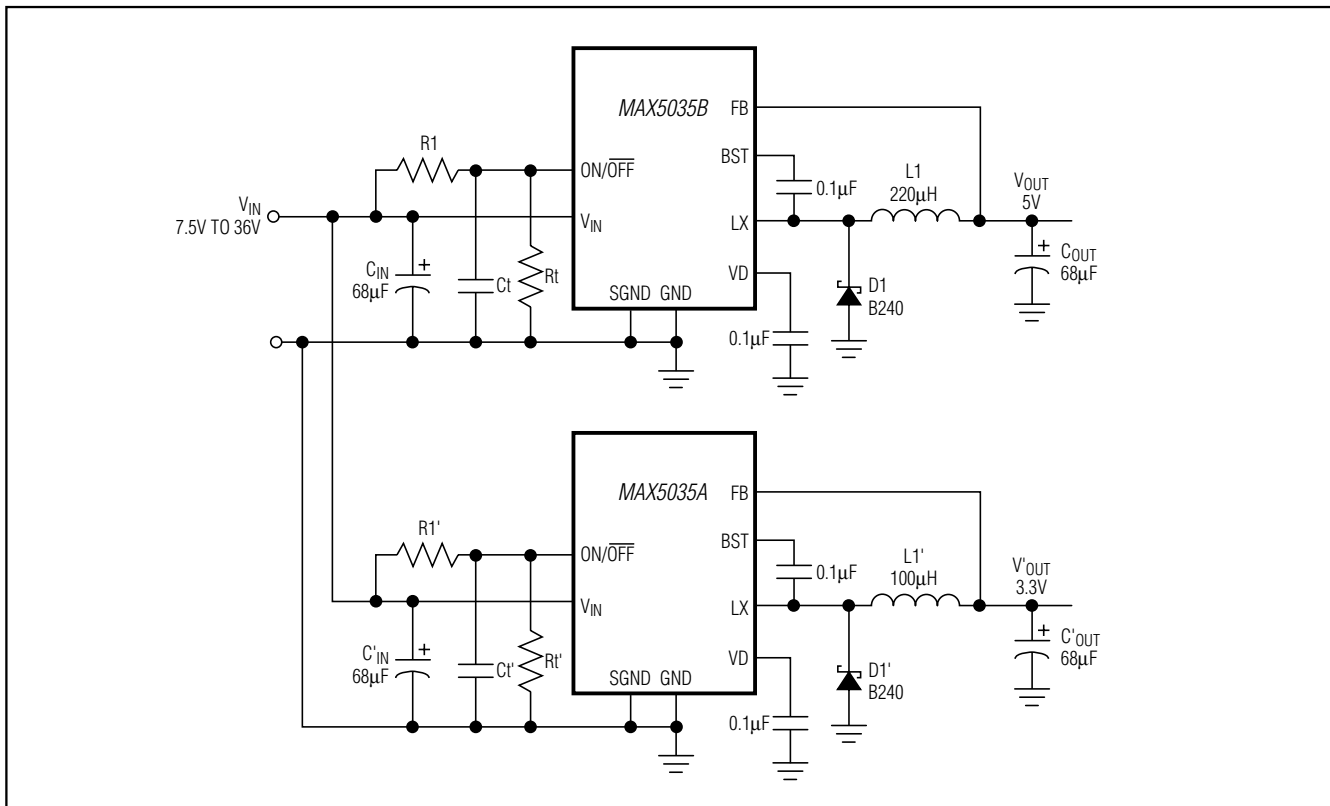 MAX5035B
FB
BST
LX
VD
ON/OFF
VIN
SGND GND
R1
VIN
7.5V TO 36V
CIN
68µF
+
Ct
Rt
0.1µF
0.1µF
L1
220µH
D1
B240
VOUT
5V
+
COUT
68µF
MAX5035A
FB
BST
LX
VD
ON/OFF
VIN
SGND GND
R1'
C'IN
68µF
+
Ct'
Rt'
0.1µF
0.1µF
L1'
100µH
D1'
B240
V'OUT
3.3V
+
C'OUT
68µF